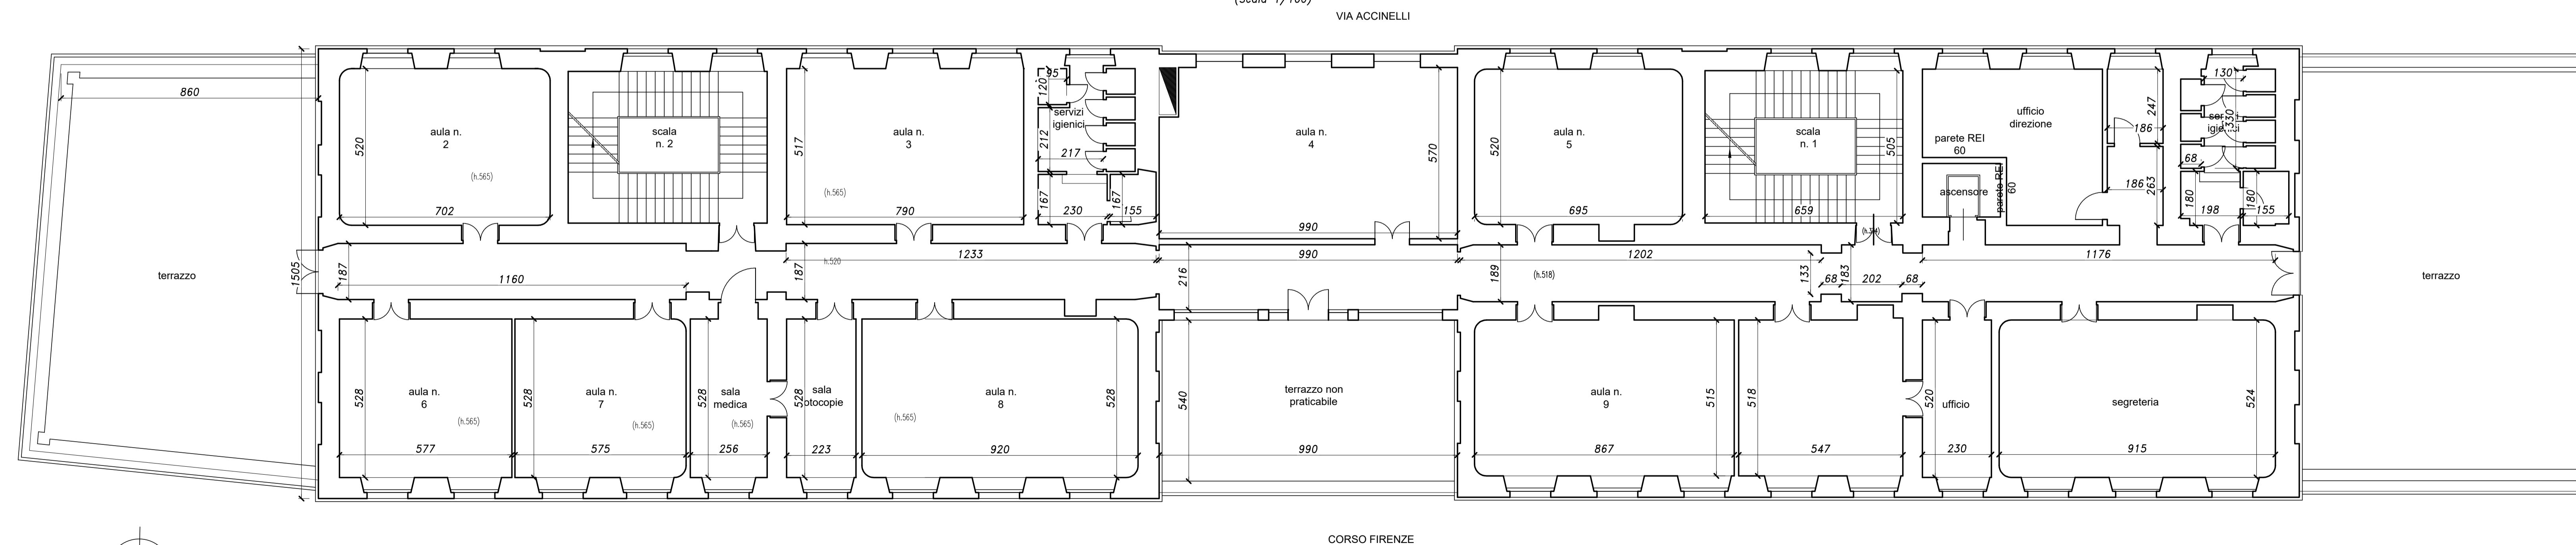 (Scala 1/100)
VIA ACCINELLI
860
aula n.
2
520
(h.565)
702
scala
n. 2
aula n.
3
517
(h.565)
790
95
120
servizi
igienici
212
217
167
230
167
155
aula n.
4
570
990
aula n.
5
520
695
scala
n. 1
505
659
ufficio
direzione
parete REI
60
parete REI
60
ascensore
247
186
186
263
130
330
68
180
180
198
155
terrazzo
1505
187
1160
187
h.520
1233
216
990
189
(h.518)
1202
133
68
183
202
68
1176
terrazzo
528
aula n.
6
(h.565)
577
528
aula n.
7
(h.565)
575
528
sala
medica
(h.565)
256
528
sala
otocopie
223
aula n.
8
(h.565)
528
920
540
terrazzo non
praticabile
990
aula n.
9
515
867
518
547
520
ufficio
230
segreteria
524
915
CORSO FIRENZE